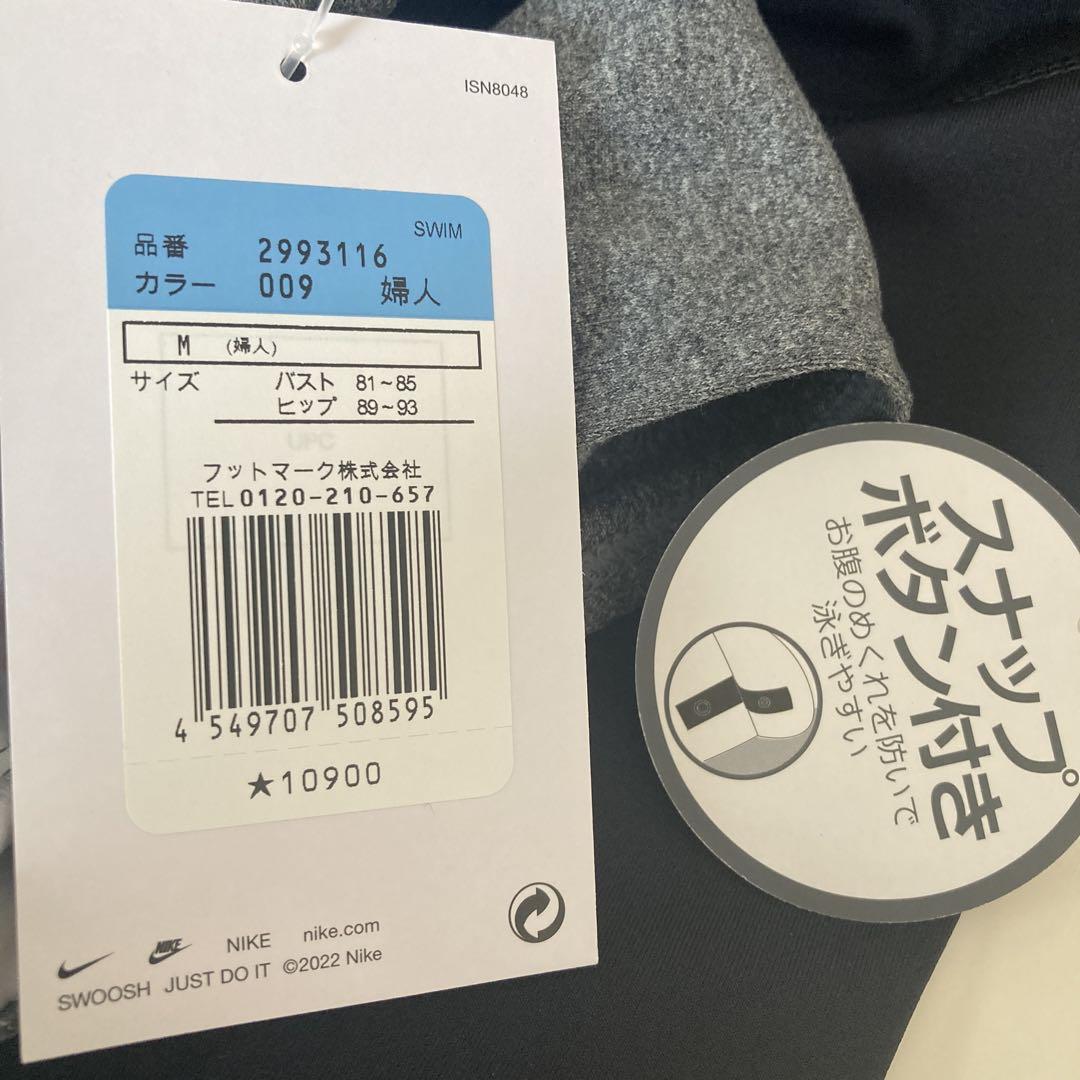 ISN8048
SWIM
品番 2993116
カラー 009 婦人
M (婦人)
サイズ バスト 81~85
ヒップ 89~93
UPC
フットマーク株式会社
TEL0120-210-657
4 549707 508595
★10900
NIKE
NIKE nike.com
SWOOSH JUST DO IT ©2022 Nike
スナップ
ボタン付き
お腹のめくれを防いで
泳ぎやすい